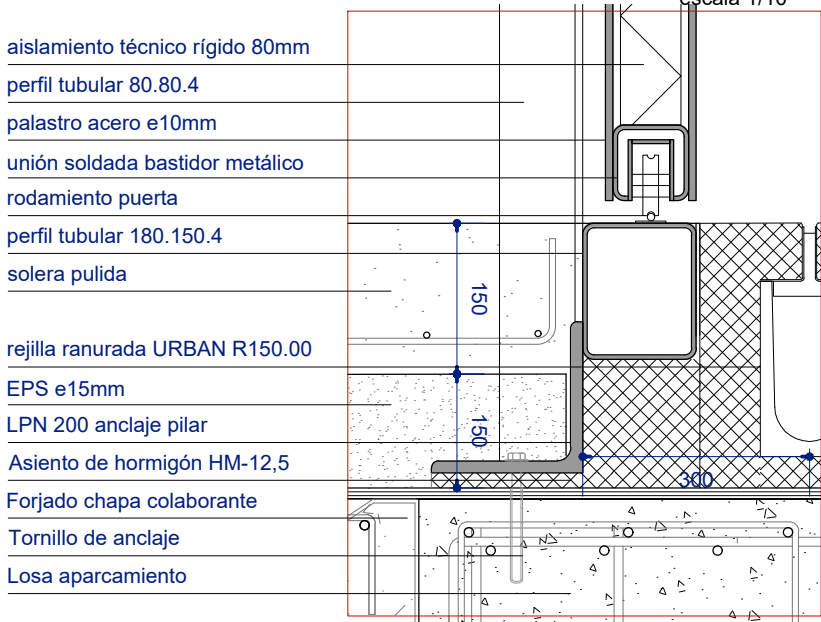 escala 1/10
aislamiento técnico rígido 80mm
perfil tubular 80.80.4
palastro acero e10mm
unión soldada bastidor metálico
rodamiento puerta
perfil tubular 180.150.4
solera pulida
150
rejilla ranurada URBAN R150.00
EPS e15mm
LPN 200 anclaje pilar
150
Asiento de hormigón HM-12,5
300
Forjado chapa colaborante
Tornillo de anclaje
Losa aparcamiento